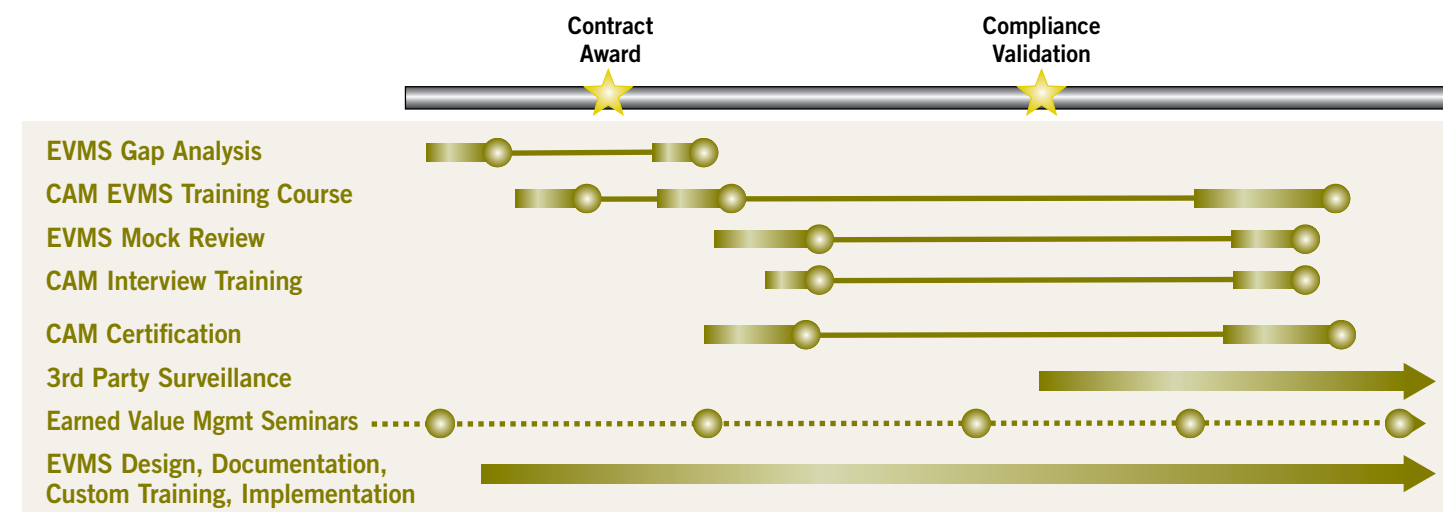 Contract
Award
Compliance
Validation
EVMS Gap Analysis
CAM EVMS Training Course
EVMS Mock Review
CAM Interview Training
CAM Certification
3rd Party Surveillance
Earned Value Mgmt Seminars
EVMS Design, Documentation,
Custom Training, Implementation